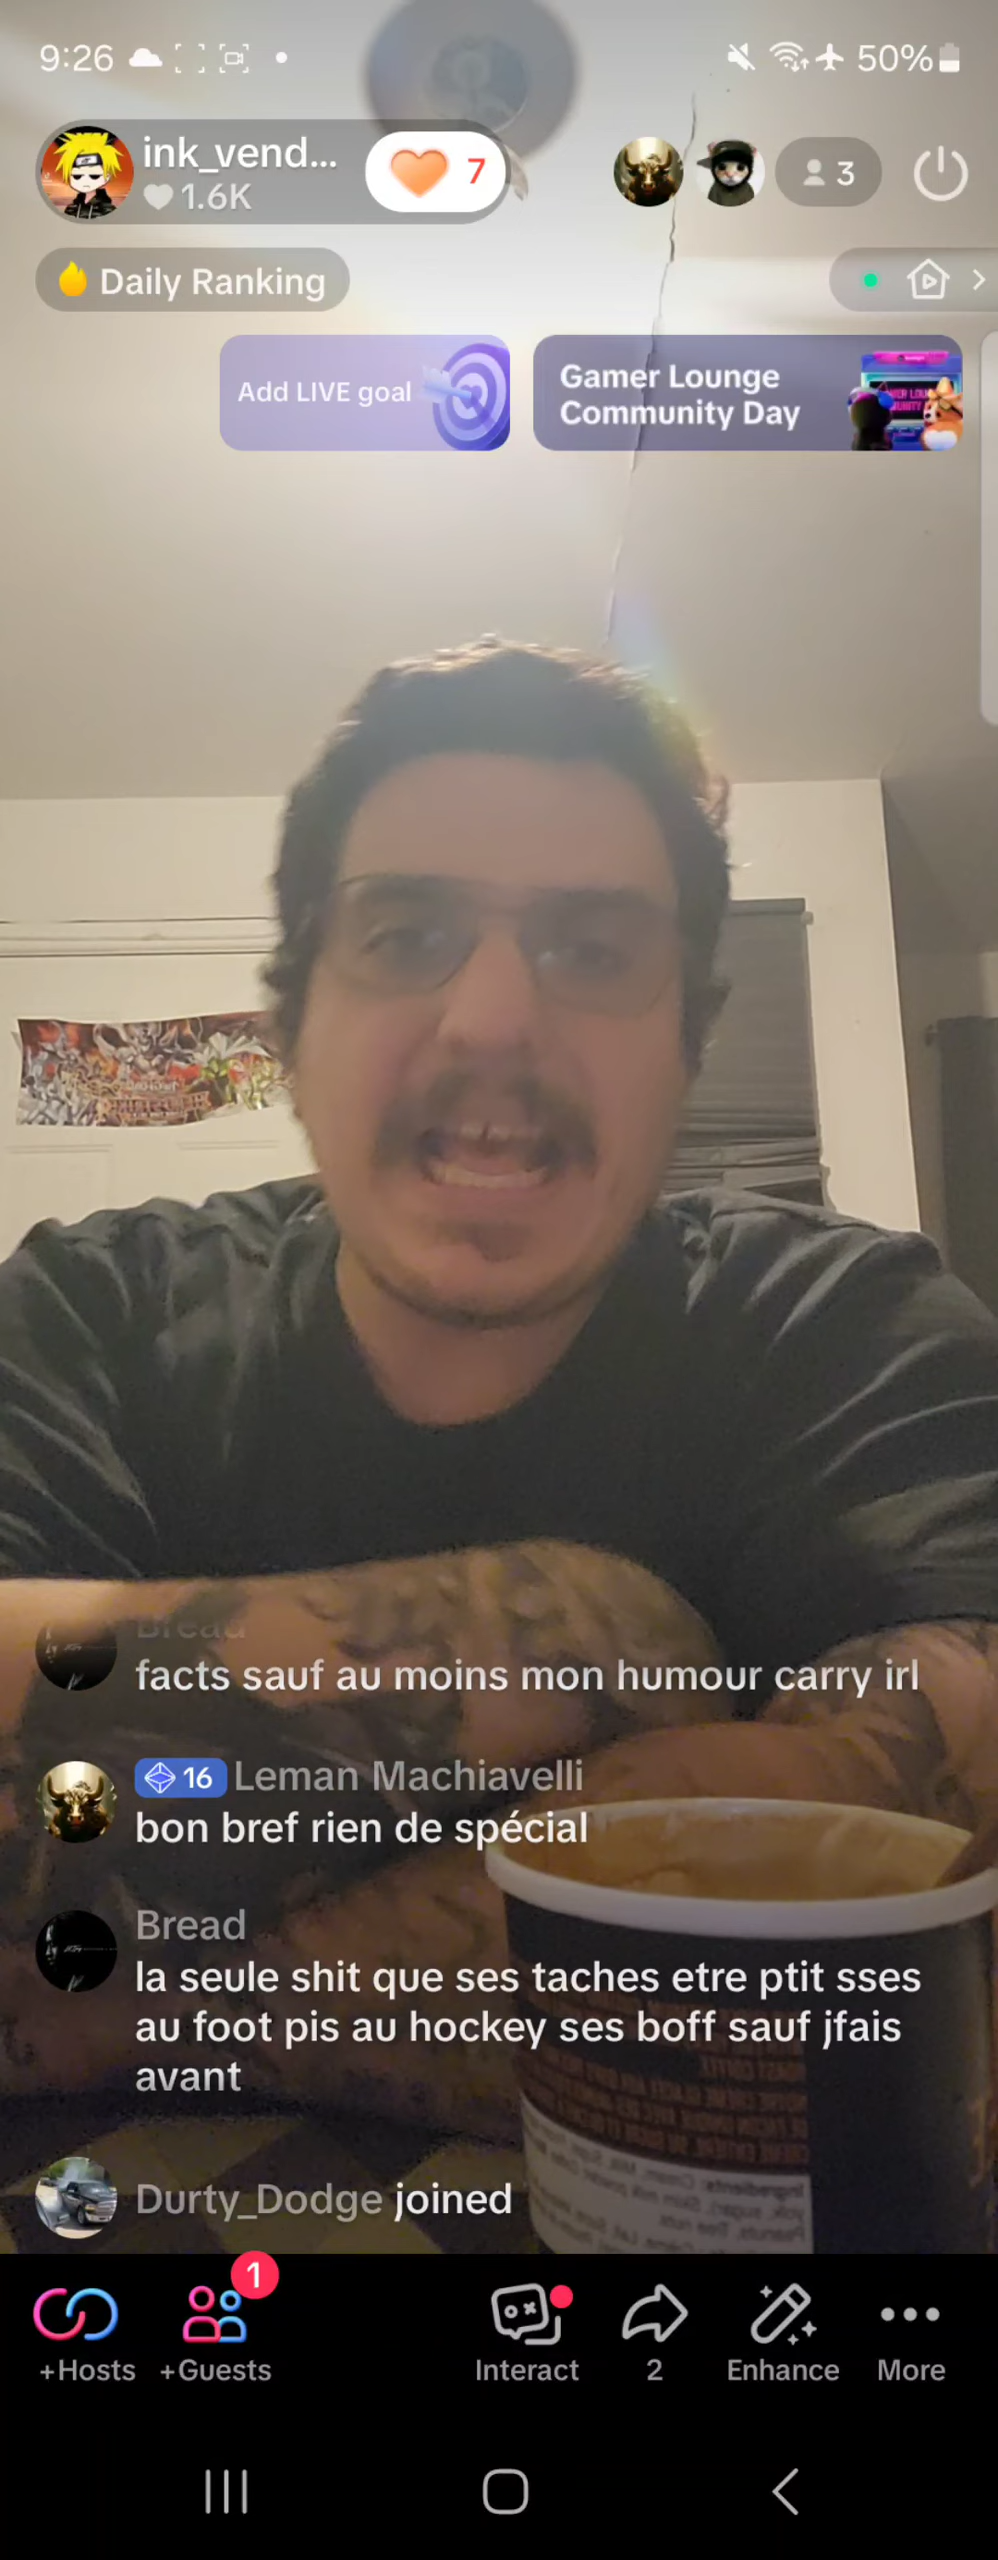 9:26
50%
ink_vend...
1.6K
7
3
Daily Ranking
Add LIVE goal
Gamer Lounge
Community Day
Bread
facts sauf au moins mon humour carry irl
16 Leman Machiavelli
bon bref rien de spécial
Bread
la seule shit que ses taches etre ptit sses
au foot pis au hockey ses boff sauf jfais
avant
Durty_Dodge joined
1
+Hosts
+Guests
Interact
2
Enhance
More